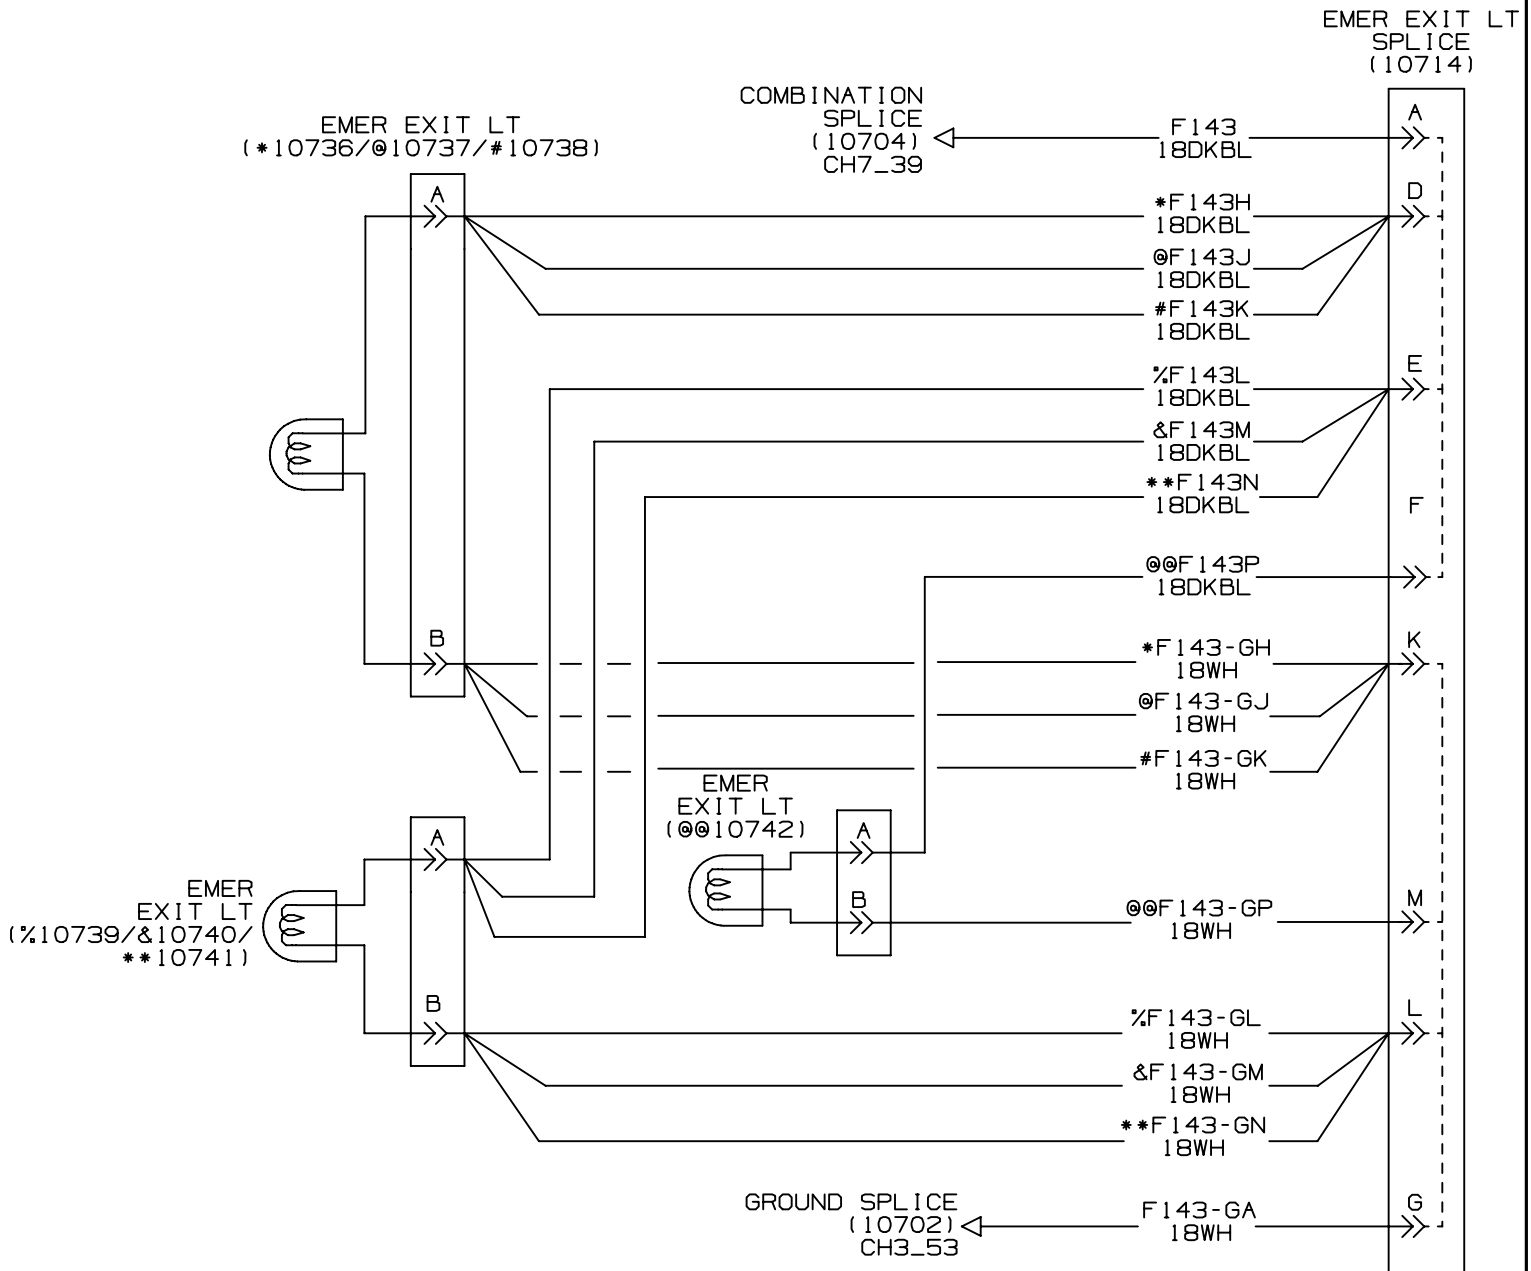 EMER EXIT LT
SPLICE
(10714)
COMBINATION
SPLICE
(10704)
CH7_39
EMER EXIT LT
(*10736/@10737/#10738)
A
F143
18DKBL
A
D
*F143H
18DKBL
@F143J
18DKBL
#F143K
18DKBL
E
%F143L
18DKBL
&F143M
18DKBL
**F143N
18DKBL
F
@@F143P
18DKBL
B
K
*F143-GH
18WH
@F143-GJ
18WH
#F143-GK
18WH
EMER
EXIT LT
(@@10742)
A
B
A
EMER
EXIT LT
(%10739/&10740/
**10741)
B
@@F143-GP
18WH
M
L
%F143-GL
18WH
&F143-GM
18WH
**F143-GN
18WH
GROUND SPLICE
(10702)
CH3_53
F143-GA
18WH
G